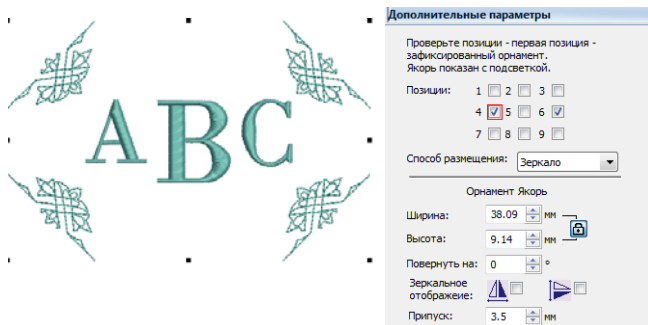 ABC
Дополнительные параметры
Проверьте позиции - первая позиция -
зафиксированный орнамент.
Якорь показан с подсветкой.
Позиции: 1 2 3
4 5 6
7 8 9
Способ размещения: Зеркало
Орнамент Якорь
Ширина: 38.09 мм
Высота: 9.14 мм
Повернуть на: 0 °
Зеркальное
отображение:
Припуск: 3.5 мм